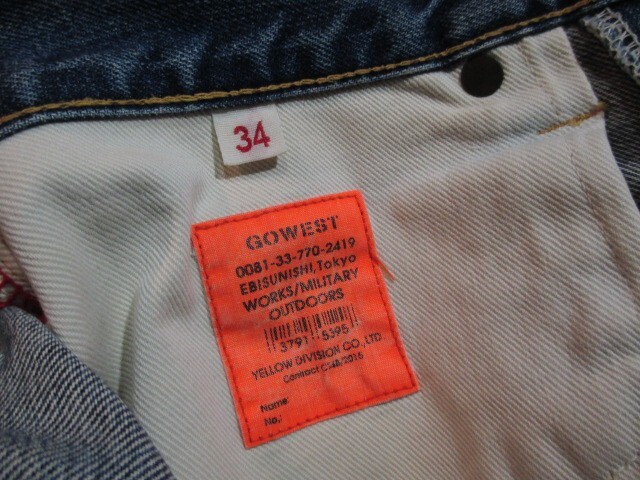 34
GOWEST
0081-33-770-2419
EBISUNISHI,Tokyo
WORKS/MILITARY
OUTDOORS
3791 5395
YELLOW DIVISION CO.,LTD.
Contract
Name:
No.: